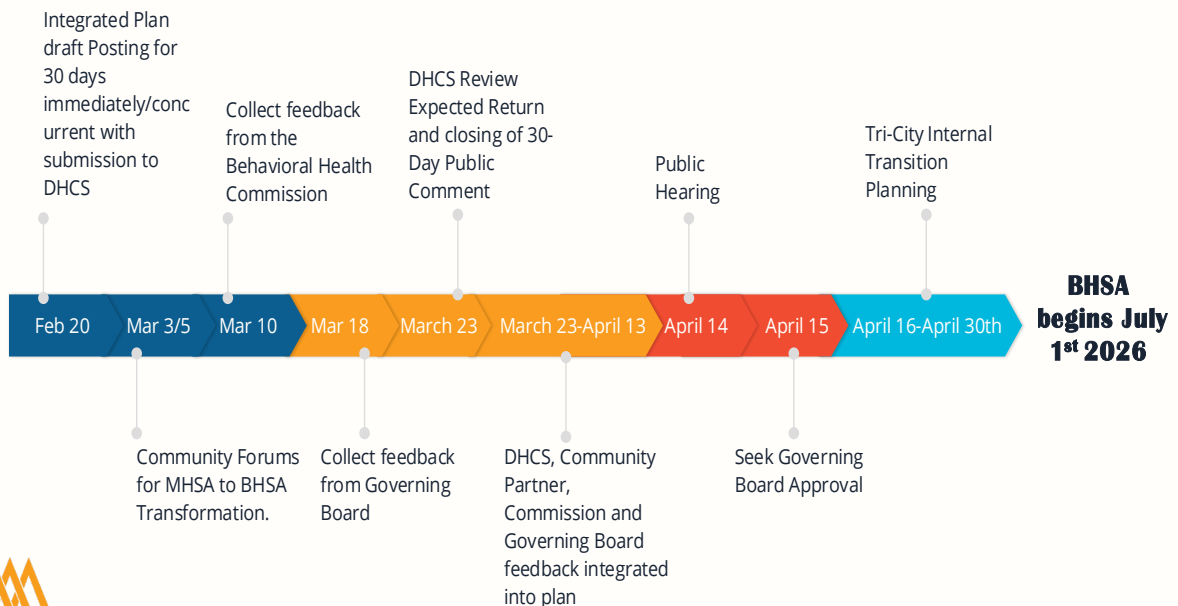 Integrated Plan
draft Posting for
30 days
immediately/conc
urrent with
submission to
DHCS
Collect feedback
from the
Behavioral Health
Commission
DHCS Review
Expected Return
and closing of 30-
Day Public
Comment
Public
Hearing
Tri-City Internal
Transition
Planning
Feb 20
Mar 3/5
Mar 10
Mar 18
March 23
March 23-April 13
April 14
April 15
April 16-April 30th
BHSA
begins July
1st 2026
Community Forums
for MHSA to BHSA
Transformation.
Collect feedback
from Governing
Board
DHCS, Community
Partner,
Commission and
Governing Board
feedback integrated
into plan
Seek Governing
Board Approval